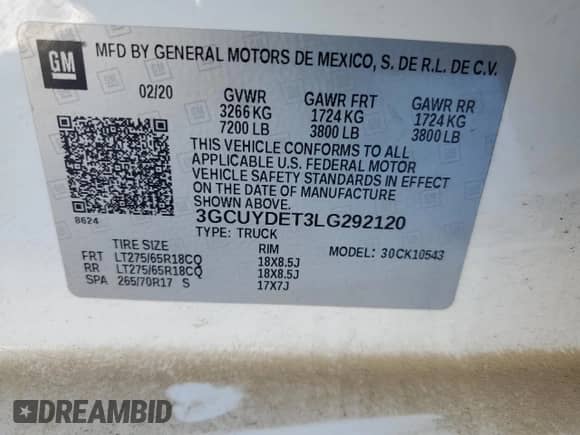 GM
MFD BY GENERAL MOTORS DE MEXICO, S. DE R.L. DE C.V.
02/20 GVWR GAWR FRT GAWR RR
3266 KG 1724 KG 1724 KG
7200 LB 3800 LB 3800 LB
THIS VEHICLE CONFORMS TO ALL
APPLICABLE U.S. FEDERAL MOTOR
VEHICLE SAFETY STANDARDS IN EFFECT
ON THE DATE OF MANUFACTURE
8624
3GCUYDET3LG292120
TYPE: TRUCK
TIRE SIZE RIM MODEL: 30CK10543
FRT LT275/65R18CQ 18X8.5J
RR LT275/65R18CQ 18X8.5J
SPA 265/70R17 S 17X7J
DREAMBID